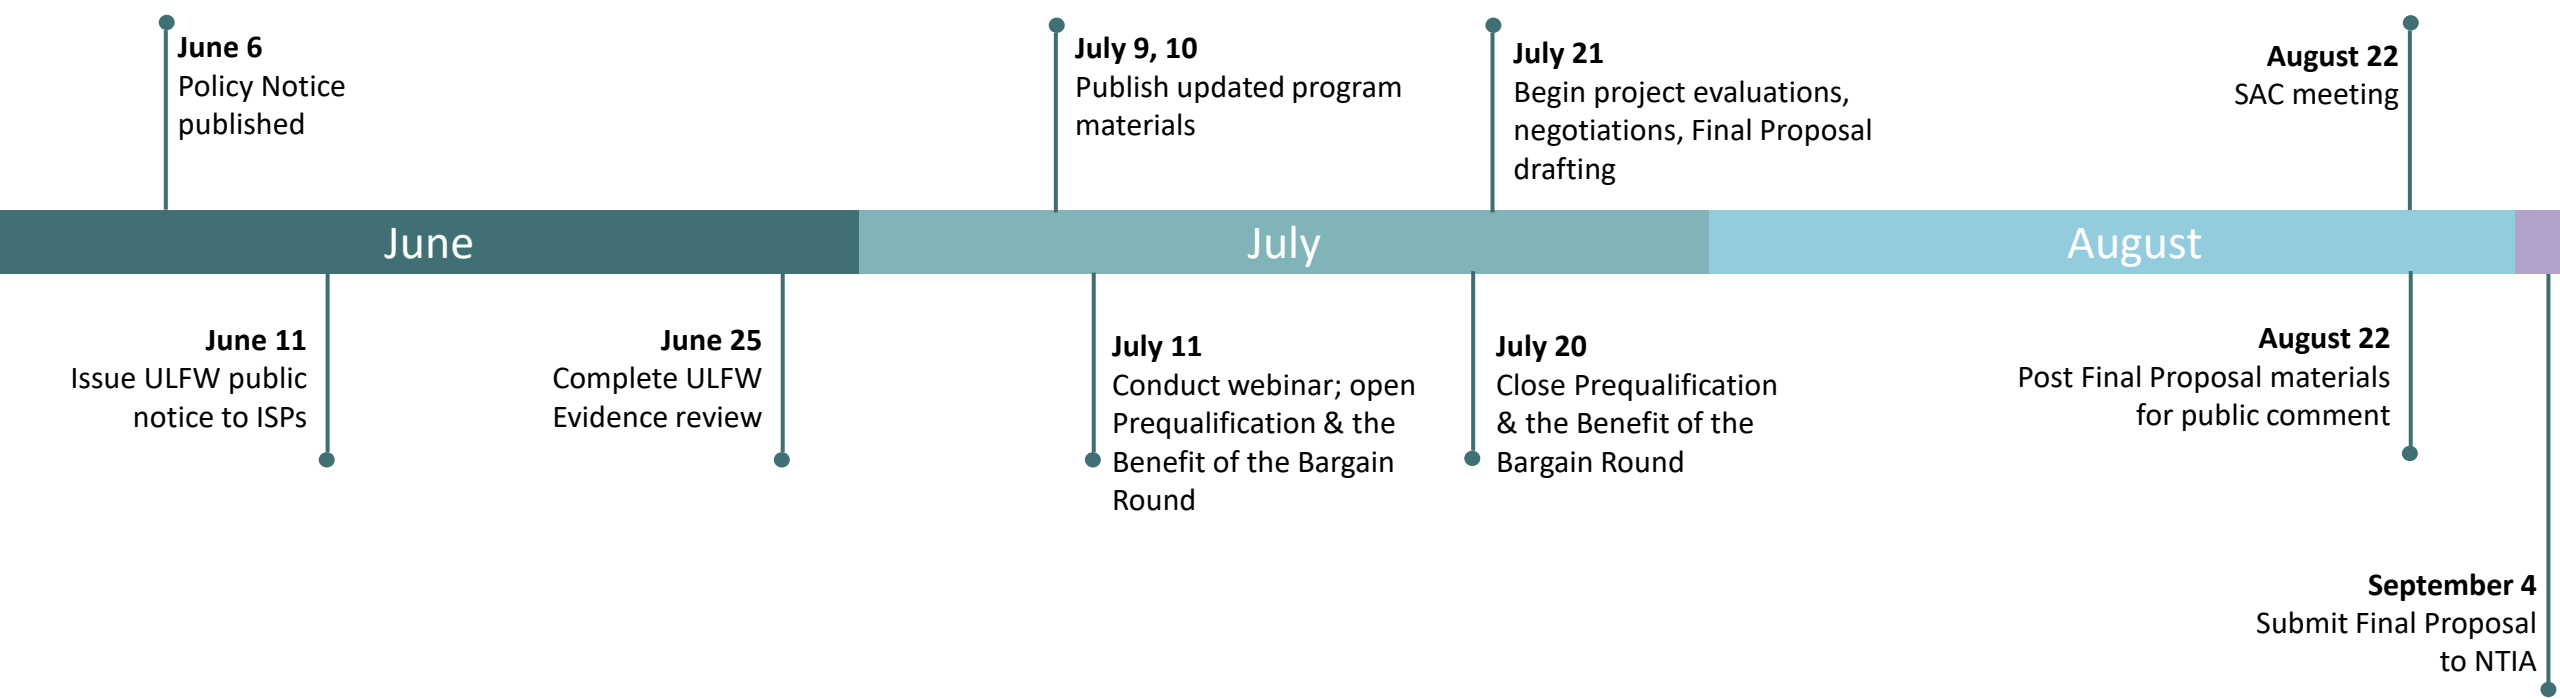 June 6
Policy Notice
published
July 9, 10
Publish updated program
materials
July 21
Begin project evaluations,
negotiations, Final Proposal
drafting
August 22
SAC meeting
June
July
August
June 11
Issue ULFW public
notice to ISPs
June 25
Complete ULFW
Evidence review
July 11
Conduct webinar; open
Prequalification & the
Benefit of the Bargain
Round
July 20
Close Prequalification
& the Benefit of the
Bargain Round
August 22
Post Final Proposal materials
for public comment
September 4
Submit Final Proposal
to NTIA